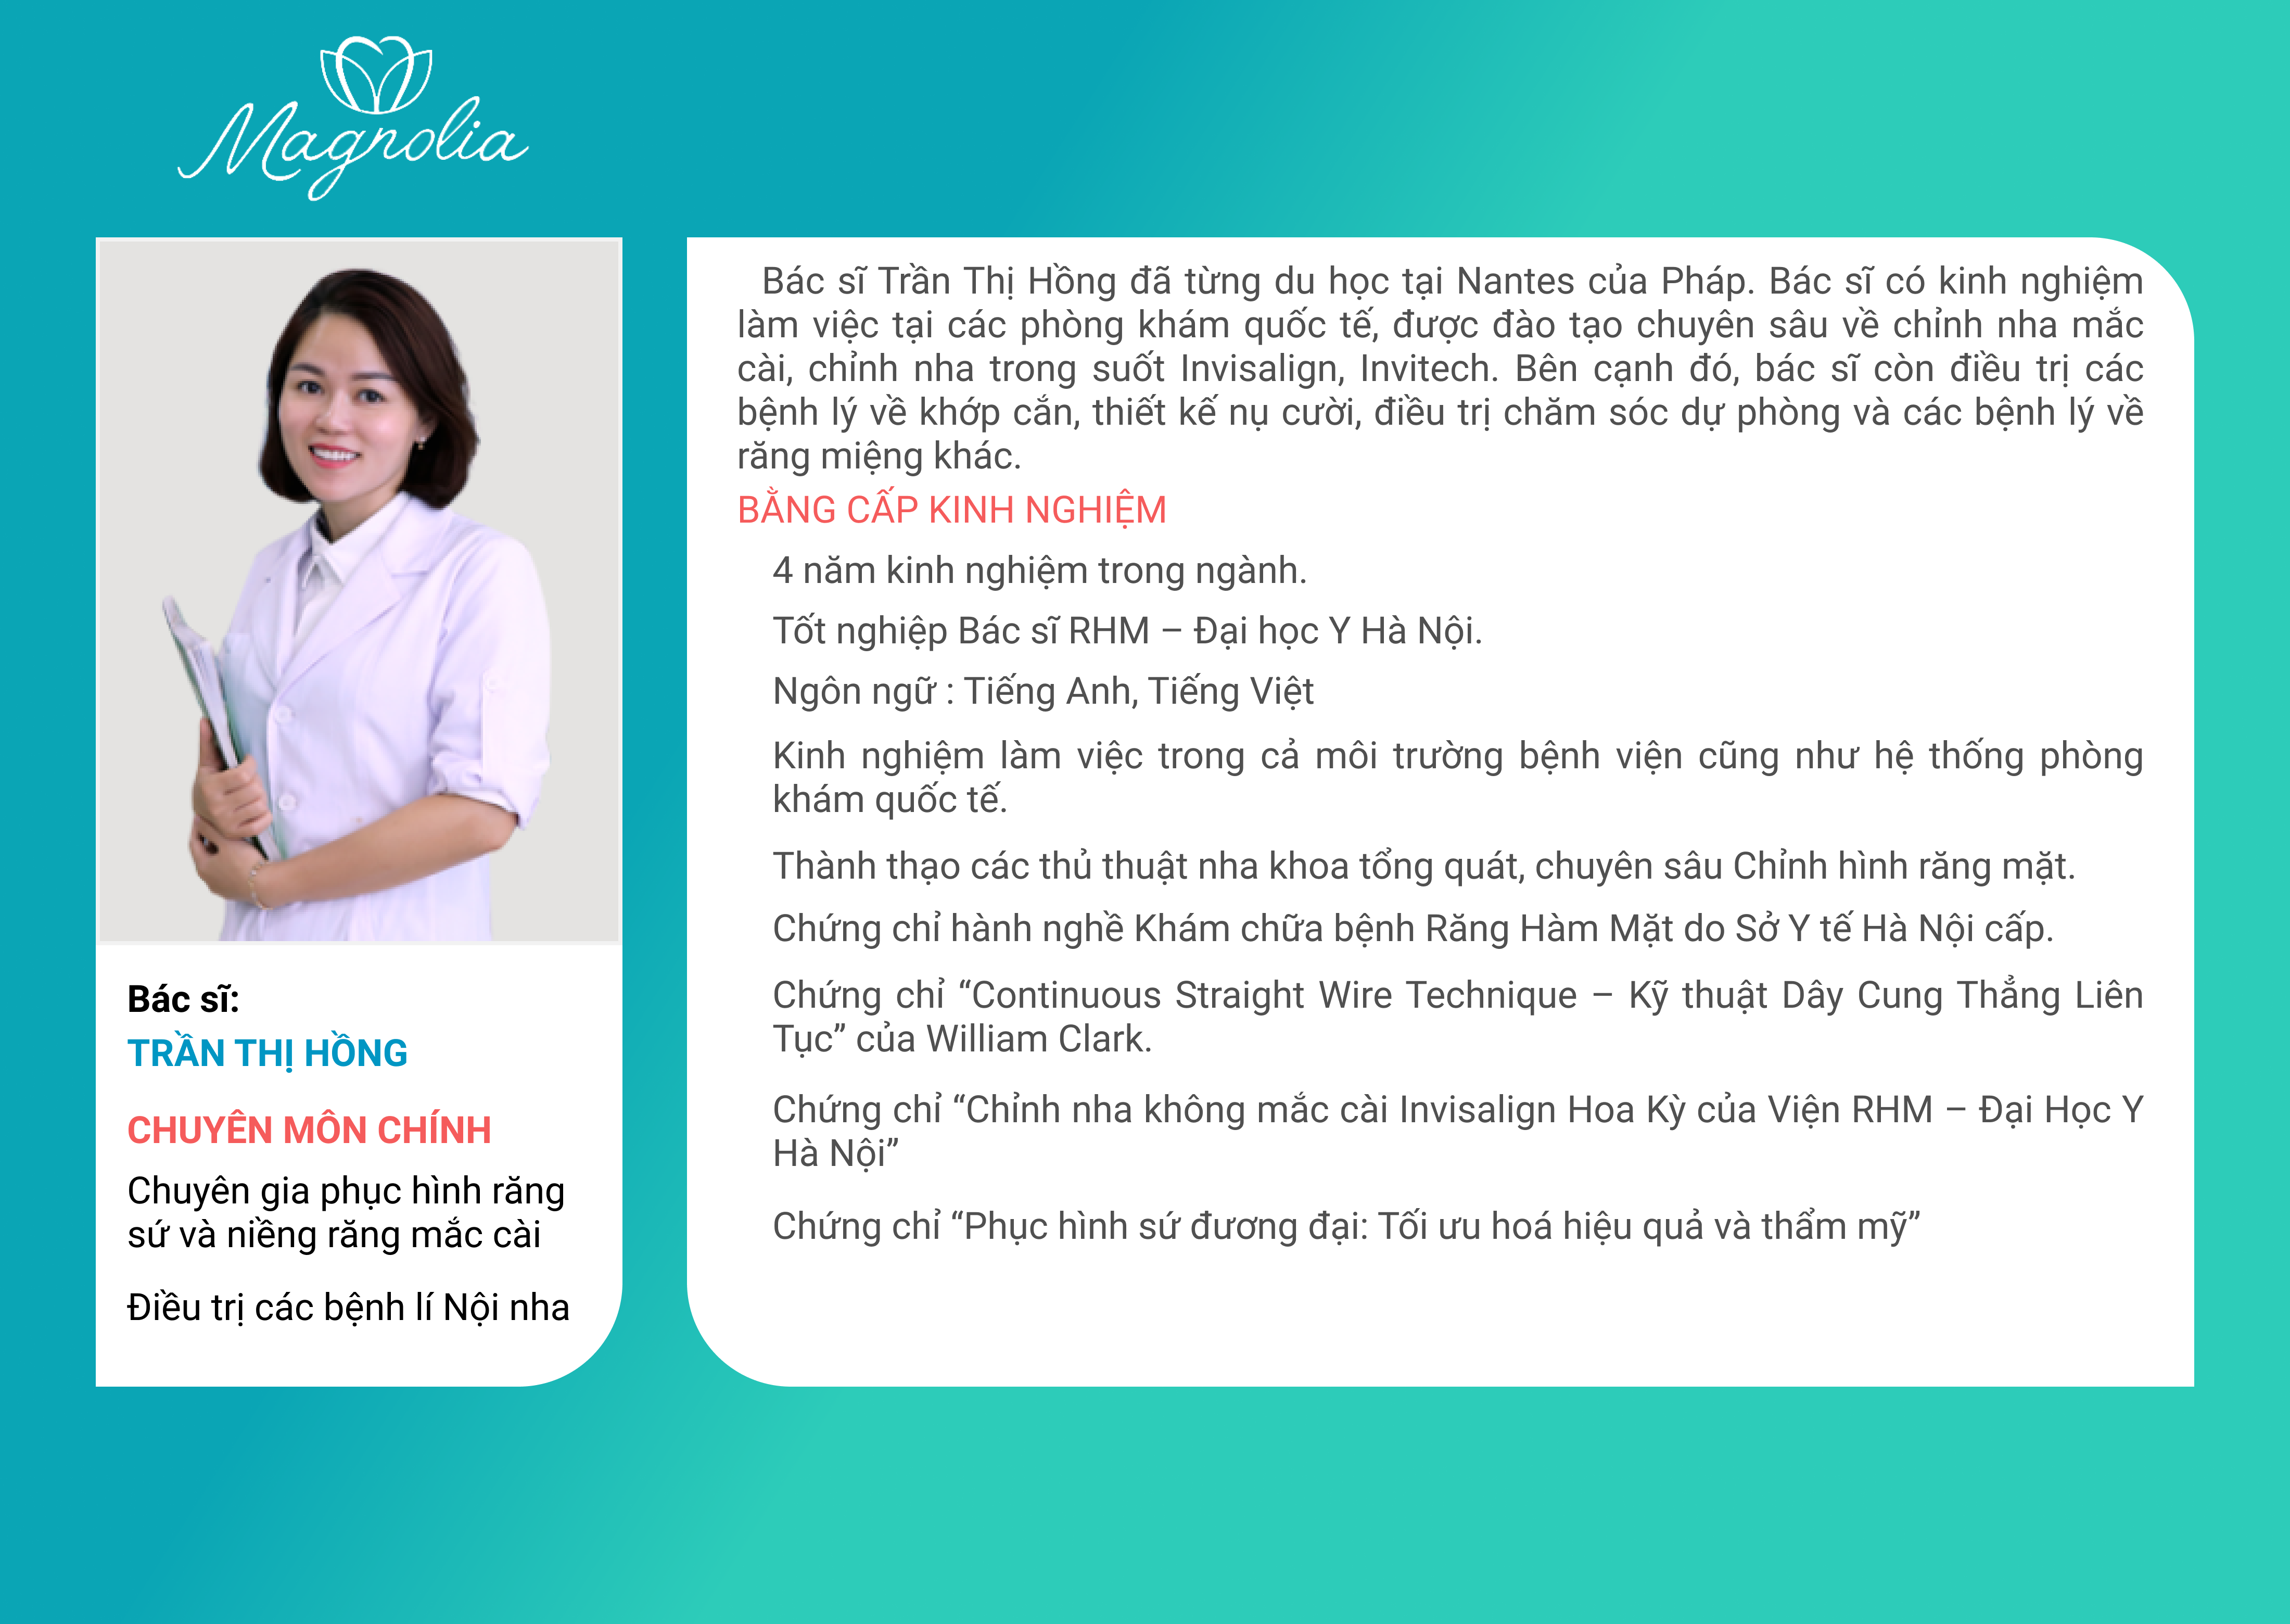 Magnolia
Bác sĩ:
TRẦN THỊ HỒNG
CHUYÊN MÔN CHÍNH
Chuyên gia phục hình răng
sứ và niềng răng mắc cài
Điều trị các bệnh lí Nội nha
Bác sĩ Trần Thị Hồng đã từng du học tại Nantes của Pháp. Bác sĩ có kinh nghiệm
làm việc tại các phòng khám quốc tế, được đào tạo chuyên sâu về chỉnh nha mắc
cài, chỉnh nha trong suốt Invisalign, Invitech. Bên cạnh đó, bác sĩ còn điều trị các
bệnh lý về khớp cắn, thiết kế nụ cười, điều trị chăm sóc dự phòng và các bệnh lý về
răng miệng khác.
BẰNG CẤP KINH NGHIỆM
4 năm kinh nghiệm trong ngành.
Tốt nghiệp Bác sĩ RHM – Đại học Y Hà Nội.
Ngôn ngữ : Tiếng Anh, Tiếng Việt
Kinh nghiệm làm việc trong cả môi trường bệnh viện cũng như hệ thống phòng
khám quốc tế.
Thành thạo các thủ thuật nha khoa tổng quát, chuyên sâu Chỉnh hình răng mặt.
Chứng chỉ hành nghề Khám chữa bệnh Răng Hàm Mặt do Sở Y tế Hà Nội cấp.
Chứng chỉ “Continuous Straight Wire Technique – Kỹ thuật Dây Cung Thẳng Liên
Tục” của William Clark.
Chứng chỉ “Chỉnh nha không mắc cài Invisalign Hoa Kỳ của Viện RHM – Đại Học Y
Hà Nội”
Chứng chỉ “Phục hình sứ đương đại: Tối ưu hoá hiệu quả và thẩm mỹ”